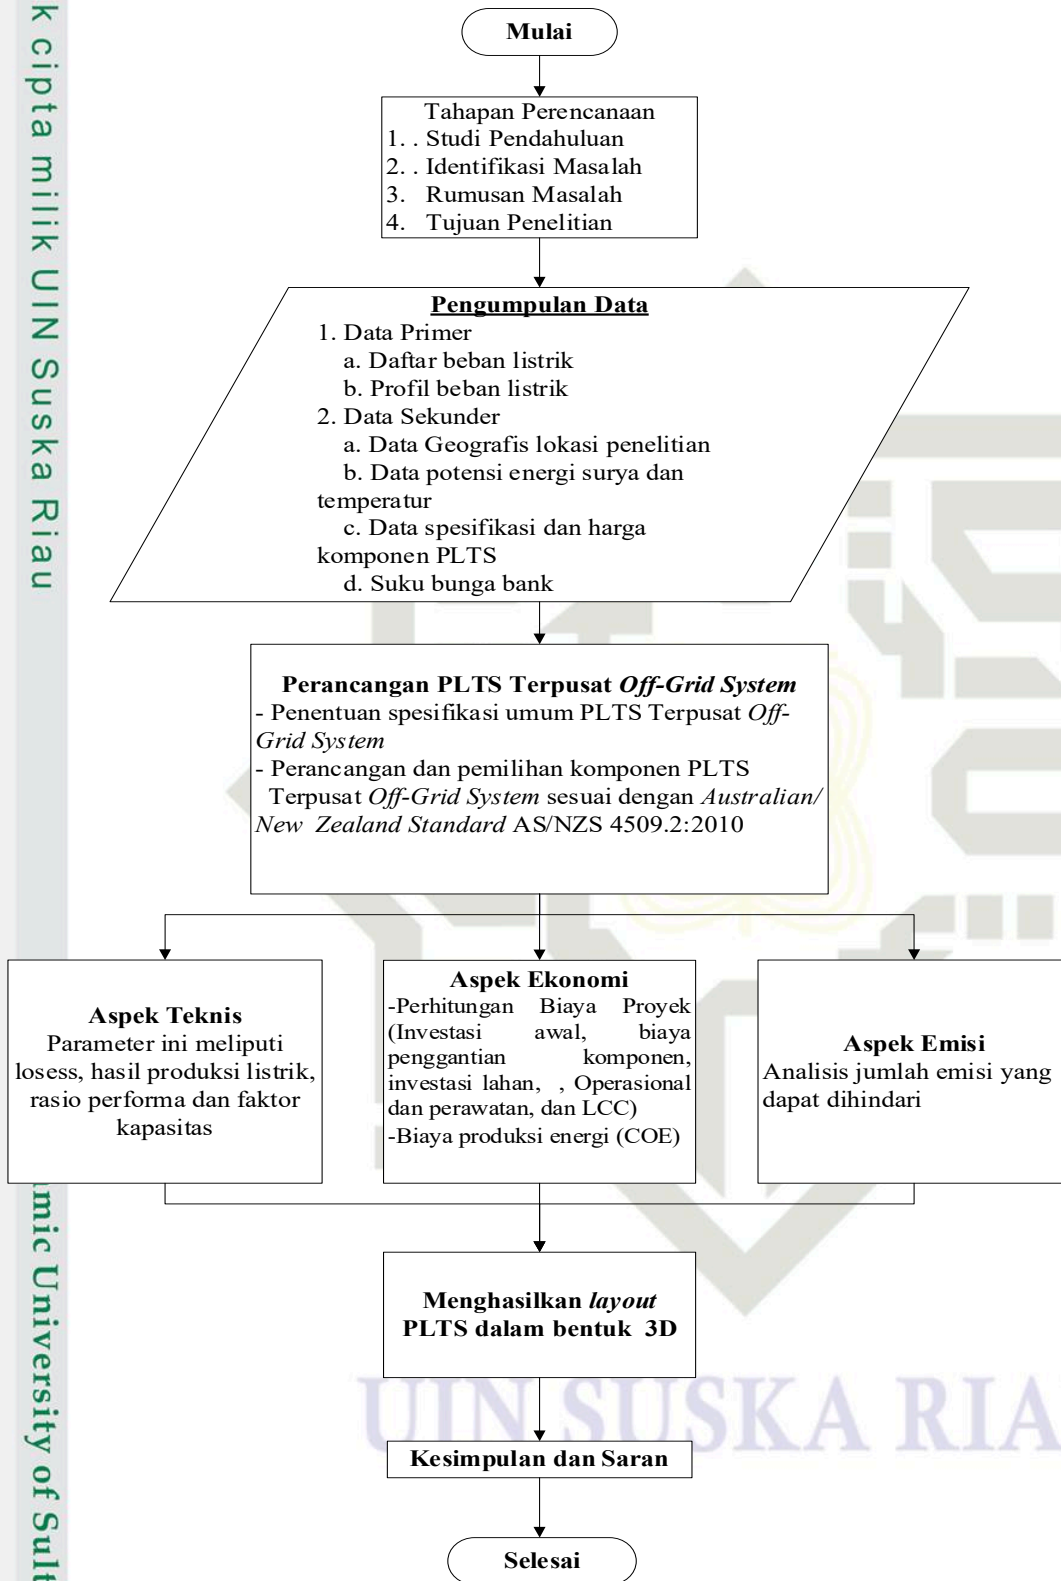 k cipta milik UIN Suska Riau
Mulai
Tahapan Perencanaan
1. . Studi Pendahuluan
2. . Identifikasi Masalah
3. Rumusan Masalah
4. Tujuan Penelitian
Pengumpulan Data
1. Data Primer
a. Daftar beban listrik
b. Profil beban listrik
2. Data Sekunder
a. Data Geografis lokasi penelitian
b. Data potensi energi surya dan
temperatur
c. Data spesifikasi dan harga
komponen PLTS
d. Suku bunga bank
Perancangan PLTS Terpusat Off-Grid System
- Penentuan spesifikasi umum PLTS Terpusat Off-
Grid System
- Perancangan dan pemilihan komponen PLTS
Terpusat Off-Grid System sesuai dengan Australian/
New Zealand Standard AS/NZS 4509.2:2010
Aspek Teknis
Parameter ini meliputi
losess, hasil produksi listrik,
rasio performa dan faktor
kapasitas
Aspek Ekonomi
-Perhitungan Biaya Proyek
(Investasi awal, biaya
penggantian komponen,
investasi lahan, , Operasional
dan perawatan, dan LCC)
-Biaya produksi energi (COE)
Aspek Emisi
Analisis jumlah emisi yang
dapat dihindari
Menghasilkan layout
PLTS dalam bentuk 3D
UIN SUSKA RIA
Kesimpulan dan Saran
Selesai
mic University of Sult